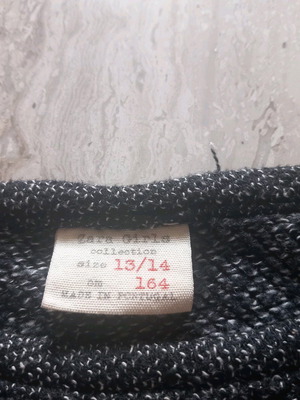 Zara Girls
collection
size 13/14
cm 164
MADE IN PORTUGAL